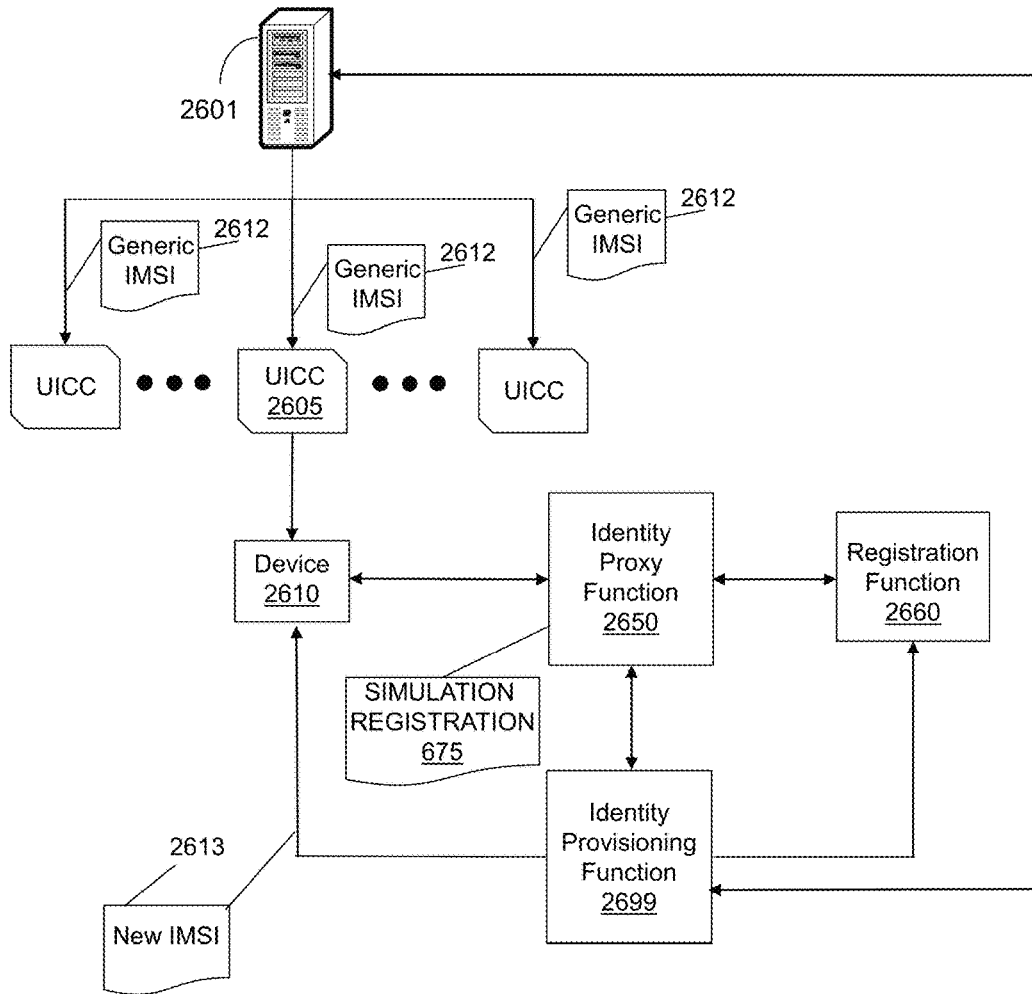 2601
2612
Generic
IMSI
2612
Generic
IMSI
2612
Generic
IMSI
UICC
UICC
2605
UICC
Device
2610
Identity
Proxy
Function
2650
Registration
Function
2660
SIMULATION
REGISTRATION
675
Identity
Provisioning
Function
2699
2613
New IMSI